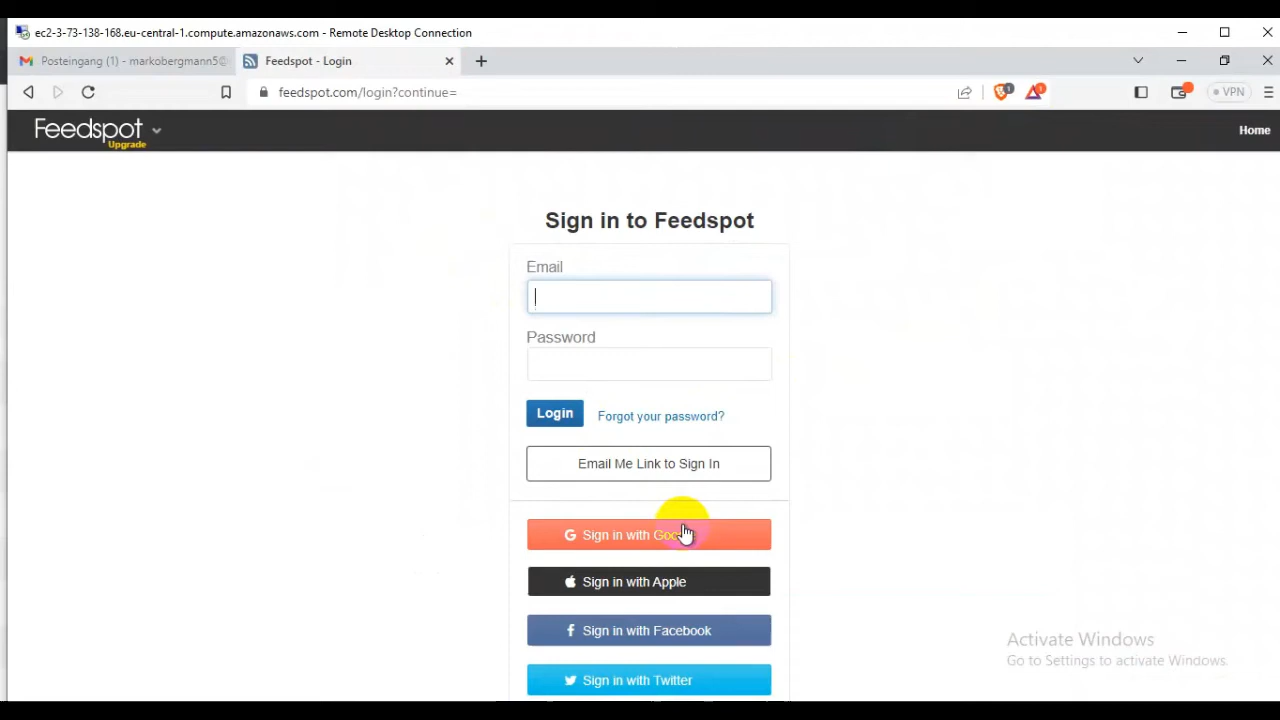 ec2-3-73-138-168.eu-central-1.compute.amazonaws.com - Remote Desktop Connection
Posteingang (1) - markobergmann5@
Feedspot - Login
feedspot.com/login?continue=
1
1
VPN
Feedspot
Upgrade
Home
Sign in to Feedspot
Email
Password
Login
Forgot your password?
Email Me Link to Sign In
Sign in with
Sign in with Apple
Sign in with Facebook
Sign in with Twitter
Activate Windows
Go to Settings to activate Windows.